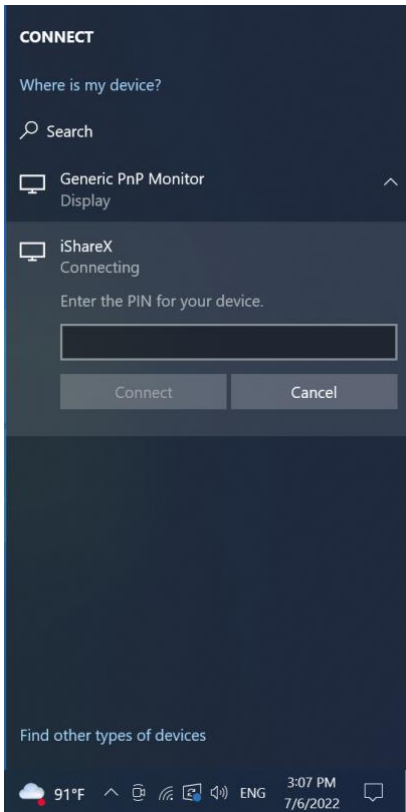 CONNECT
Where is my device?
Search
Generic PnP Monitor
Display
iShareX
Connecting
Enter the PIN for your device.
Connect
Cancel
Find other types of devices
91°F
ENG
3:07 PM
7/6/2022